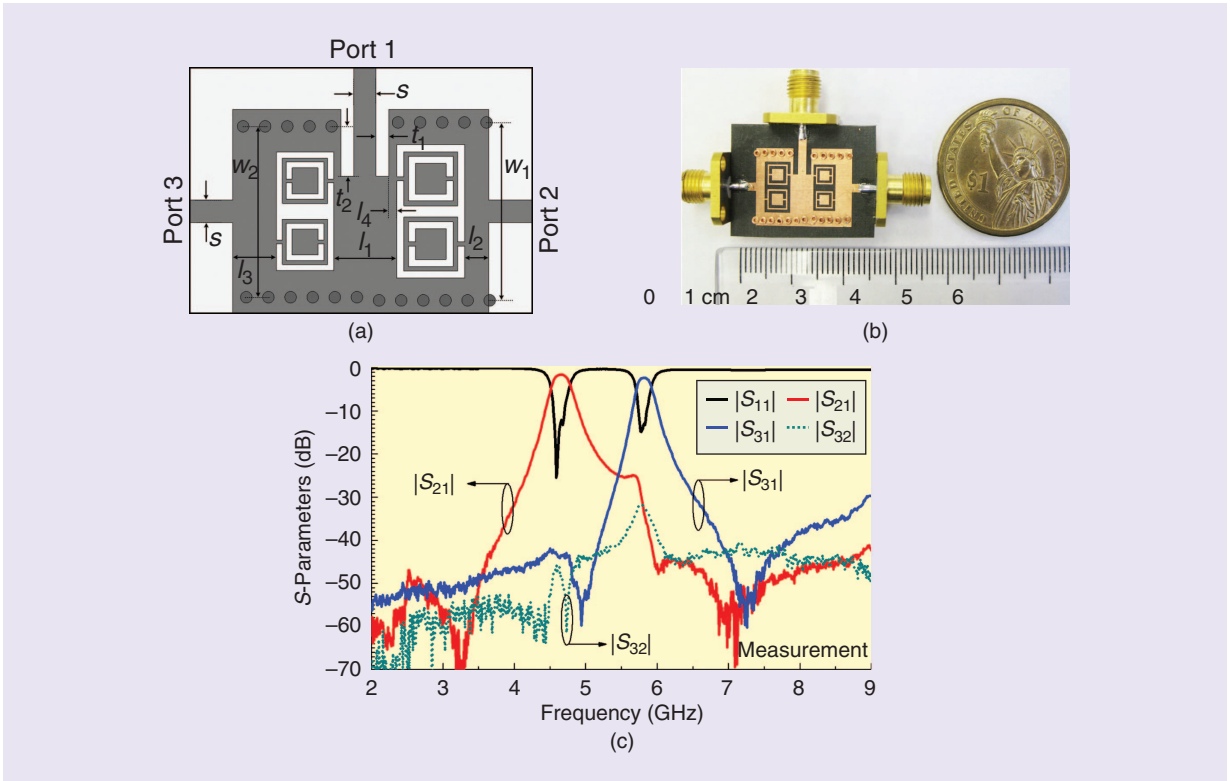 Port 1
s
t1
w2
w1
Port 3
Port 2
t2
l4
s
l1
l2
l3
(a)
$1
0 1 cm 2 3 4 5 6
(b)
0
−10
−20
−30
−40
−50
−60
−70
S-Parameters (dB)
|S11| |S21|
|S31| |S32|
|S21|
|S31|
|S32|
Measurement
2 3 4 5 6 7 8 9
Frequency (GHz)
(c)